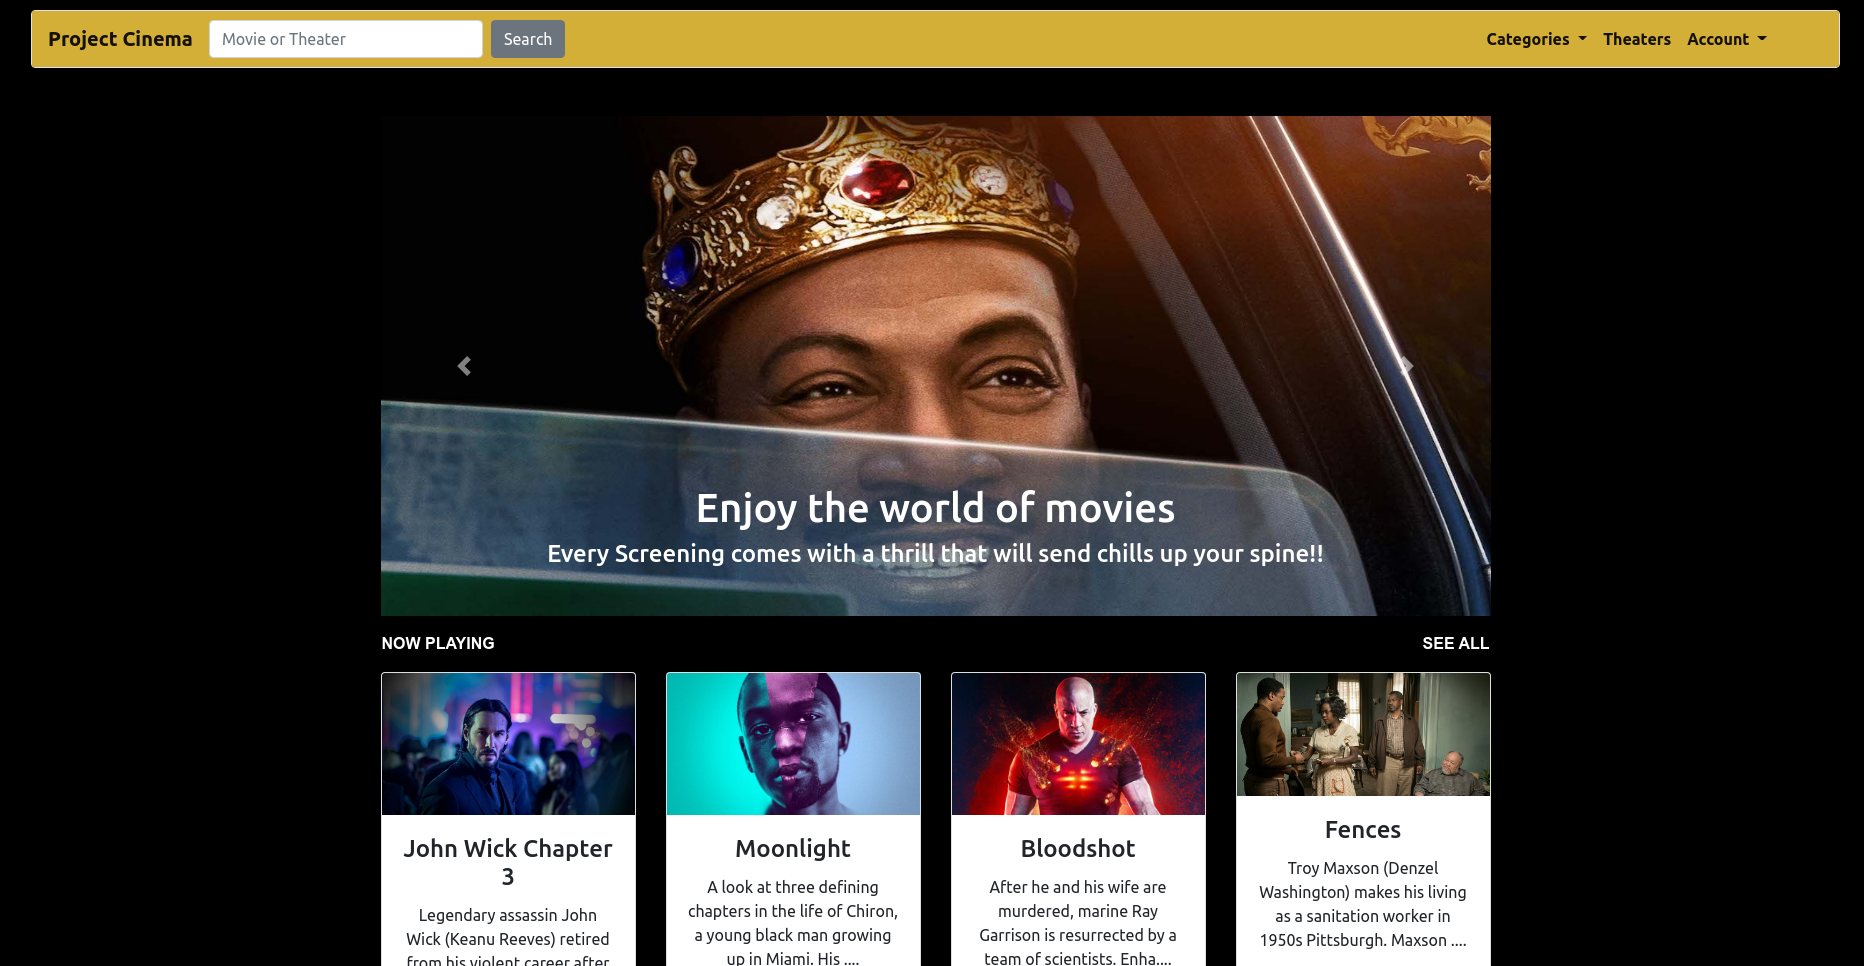 Project Cinema
Movie or Theater
Search
Categories
Theaters
Account
Enjoy the world of movies
Every Screening comes with a thrill that will send chills up your spine!!
NOW PLAYING
SEE ALL
John Wick Chapter
3
Legendary assassin John
Wick (Keanu Reeves) retired
from his violent career after
Moonlight
A look at three defining
chapters in the life of Chiron,
a young black man growing
up in Miami. His ....
Bloodshot
After he and his wife are
murdered, marine Ray
Garrison is resurrected by a
team of scientists. Enha....
Fences
Troy Maxson (Denzel
Washington) makes his living
as a sanitation worker in
1950s Pittsburgh. Maxson ....